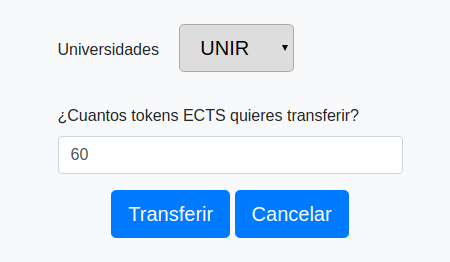 Universidades UNIR
¿Cuantos tokens ECTS quieres transferir?
60
Transferir Cancelar